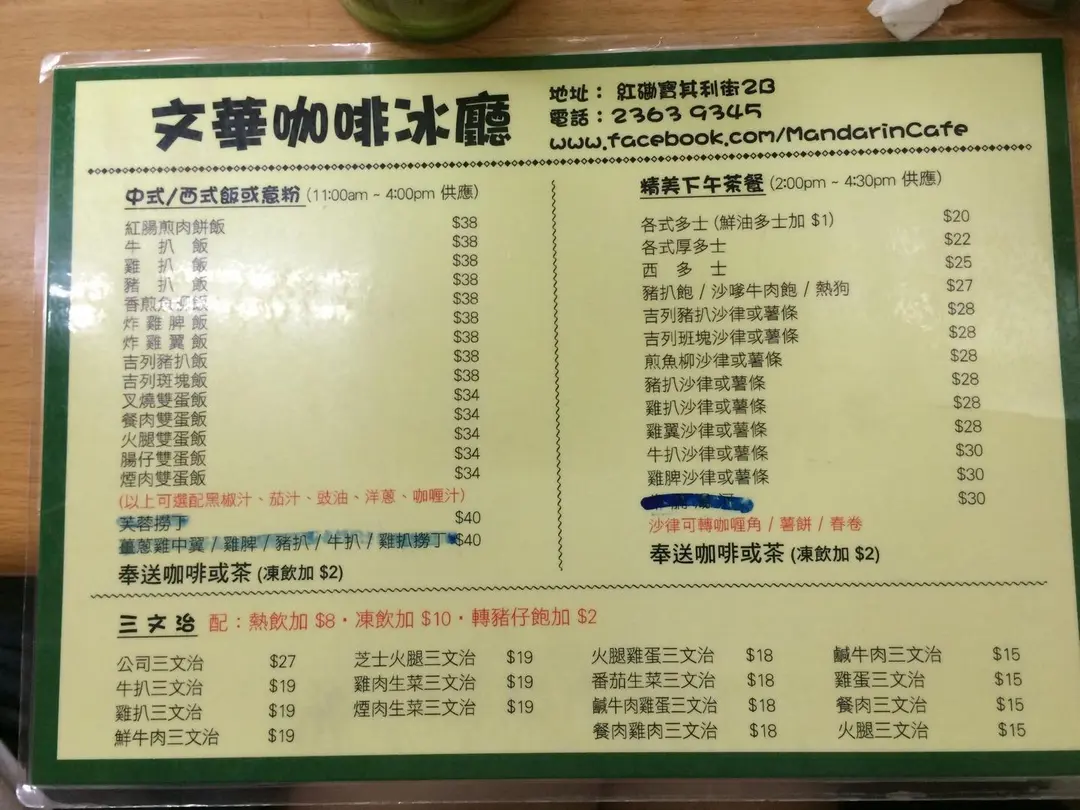 文華咖啡冰廳
地址：紅磡寶其利街2B
電話：2363 9345
www.facebook.com/MandarinCafe
中式/西式飯或意粉 (11:00am ~ 4:00pm 供應)
紅腸煎肉餅飯 $38
牛扒飯 $38
雞扒飯 $38
豬扒飯 $38
香煎魚柳飯 $38
炸雞脾飯 $38
炸雞翼飯 $38
吉列豬扒飯 $38
吉列斑塊飯 $38
叉燒雙蛋飯 $34
餐肉雙蛋飯 $34
火腿雙蛋飯 $34
腸仔雙蛋飯 $34
煙肉雙蛋飯 $34
(以上可選配黑椒汁、茄汁、豉油、洋蔥、咖喱汁)
芙蓉撈丁 $40
薑蔥雞中翼 / 雞脾 / 豬扒 / 牛扒 / 雞扒撈丁 $40
奉送咖啡或茶 (凍飲加 $2)
精美下午茶餐 (2:00pm ~ 4:30pm 供應)
各式多士 (鮮油多士加 $1) $20
各式厚多士 $22
西多士 $25
豬扒飽 / 沙嗲牛肉飽 / 熱狗 $27
吉列豬扒沙律或薯條 $28
吉列班塊沙律或薯條 $28
煎魚柳沙律或薯條 $28
豬扒沙律或薯條 $28
雞扒沙律或薯條 $28
雞翼沙律或薯條 $28
牛扒沙律或薯條 $30
雞脾沙律或薯條 $30
$30
沙律可轉咖喱角 / 薯餅 / 春卷
奉送咖啡或茶 (凍飲加 $2)
三文治 配：熱飲加 $8・凍飲加 $10・轉豬仔飽加 $2
公司三文治 $27 芝士火腿三文治 $19 火腿雞蛋三文治 $18 鹹牛肉三文治 $15
牛扒三文治 $19 雞肉生菜三文治 $19 番茄生菜三文治 $18 雞蛋三文治 $15
雞扒三文治 $19 煙肉生菜三文治 $19 鹹牛肉雞蛋三文治 $18 餐肉三文治 $15
鮮牛肉三文治 $19 餐肉雞肉三文治 $18 火腿三文治 $15